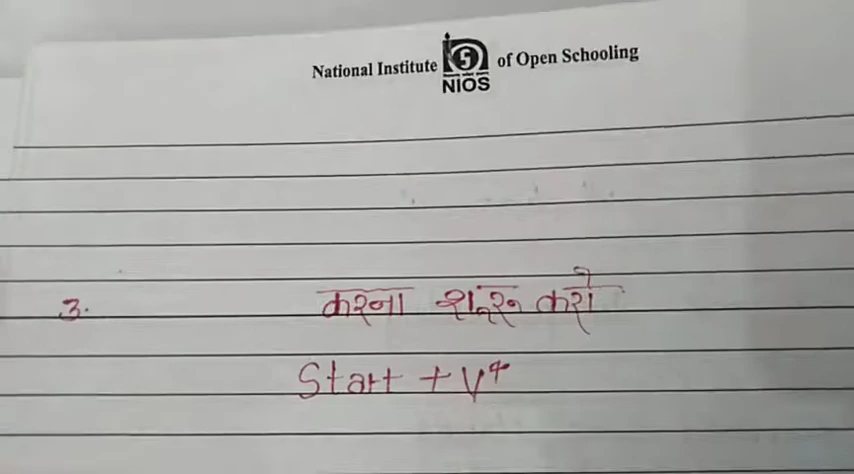 National Institute of Open Schooling
NIOS
3. करना शुरू करो
Start + V⁴